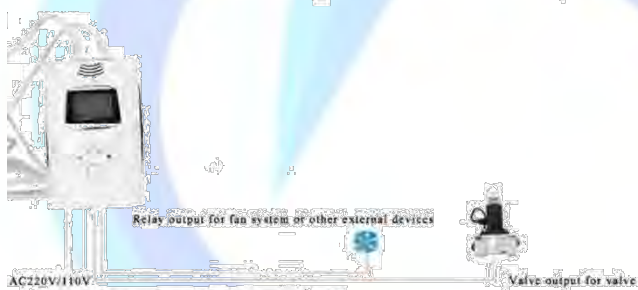 Relay output for fan system or other external devices
AC220V/110V
Valve output for valve